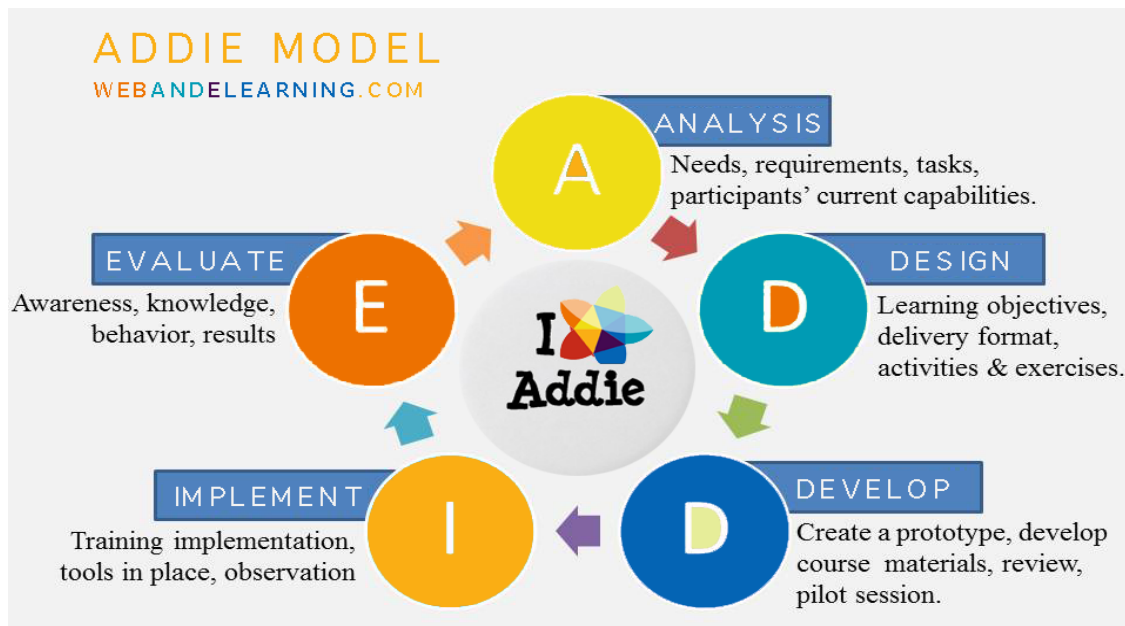 ADDIE MODEL
WEBANDELEARNING.COM
A
ANALYSIS
Needs, requirements, tasks,
participants’ current capabilities.
D
DESIGN
Learning objectives,
delivery format,
activities & exercises.
D
DEVELOP
Create a prototype, develop
course materials, review,
pilot session.
I
IMPLEMENT
Training implementation,
tools in place, observation
E
EVALUATE
Awareness, knowledge,
behavior, results
I
Addie